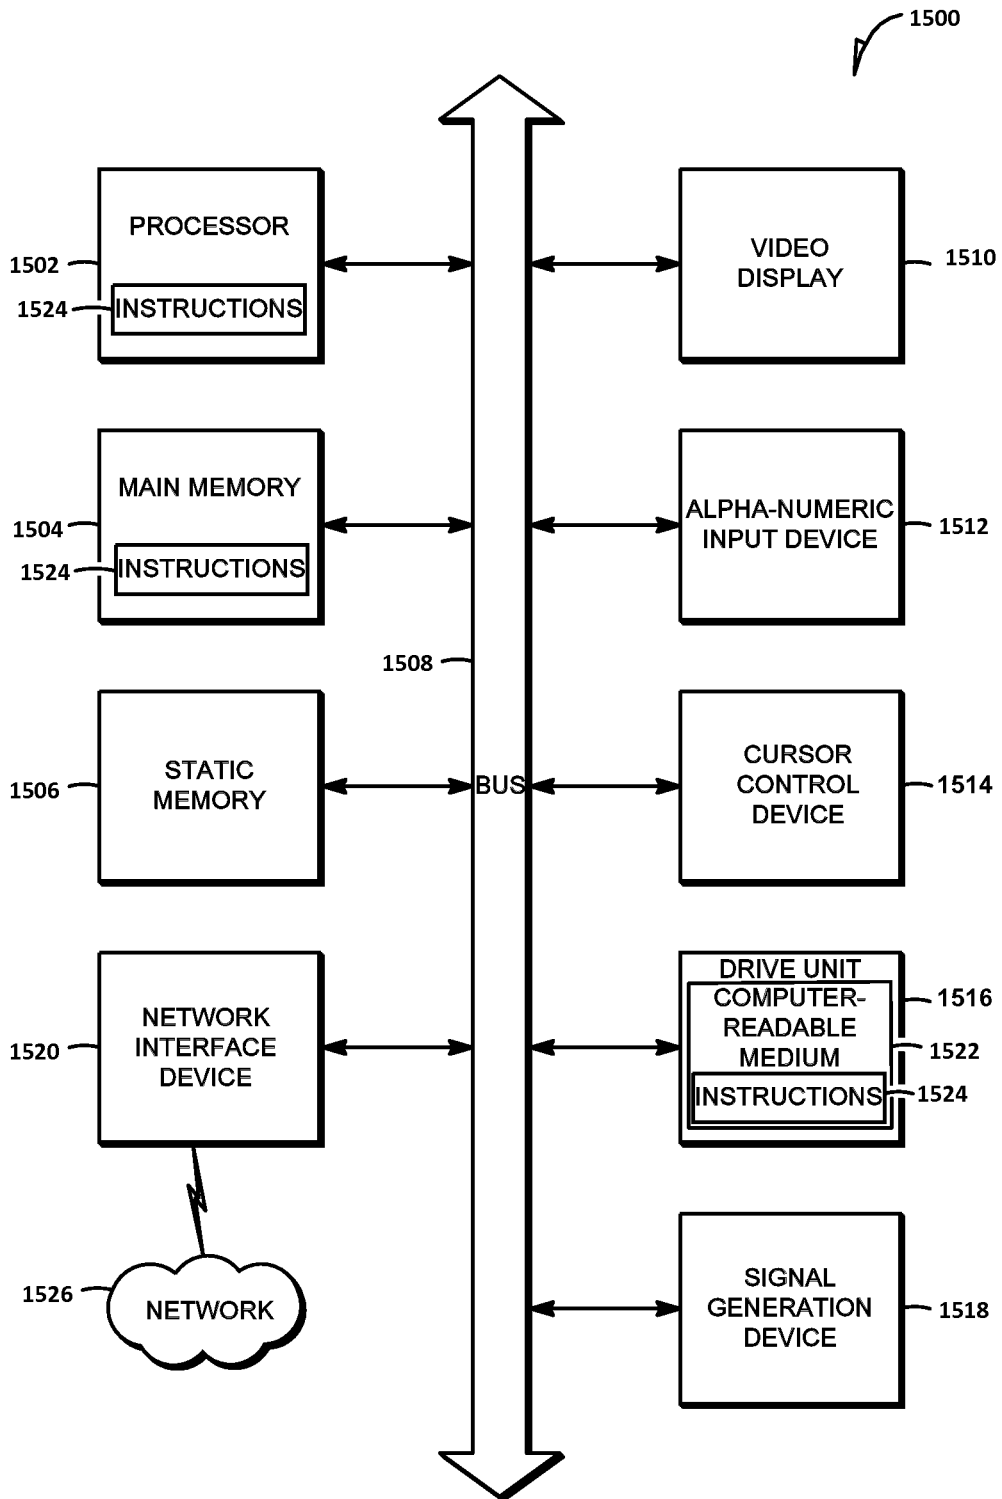 1500
PROCESSOR
1502
1524
INSTRUCTIONS
VIDEO
DISPLAY
1510
MAIN MEMORY
1504
1524
INSTRUCTIONS
ALPHA-NUMERIC
INPUT DEVICE
1512
1508
STATIC
MEMORY
1506
BUS
CURSOR
CONTROL
DEVICE
1514
NETWORK
INTERFACE
DEVICE
1520
DRIVE UNIT
COMPUTER-
READABLE
MEDIUM
INSTRUCTIONS
1516
1522
1524
1526
NETWORK
SIGNAL
GENERATION
DEVICE
1518